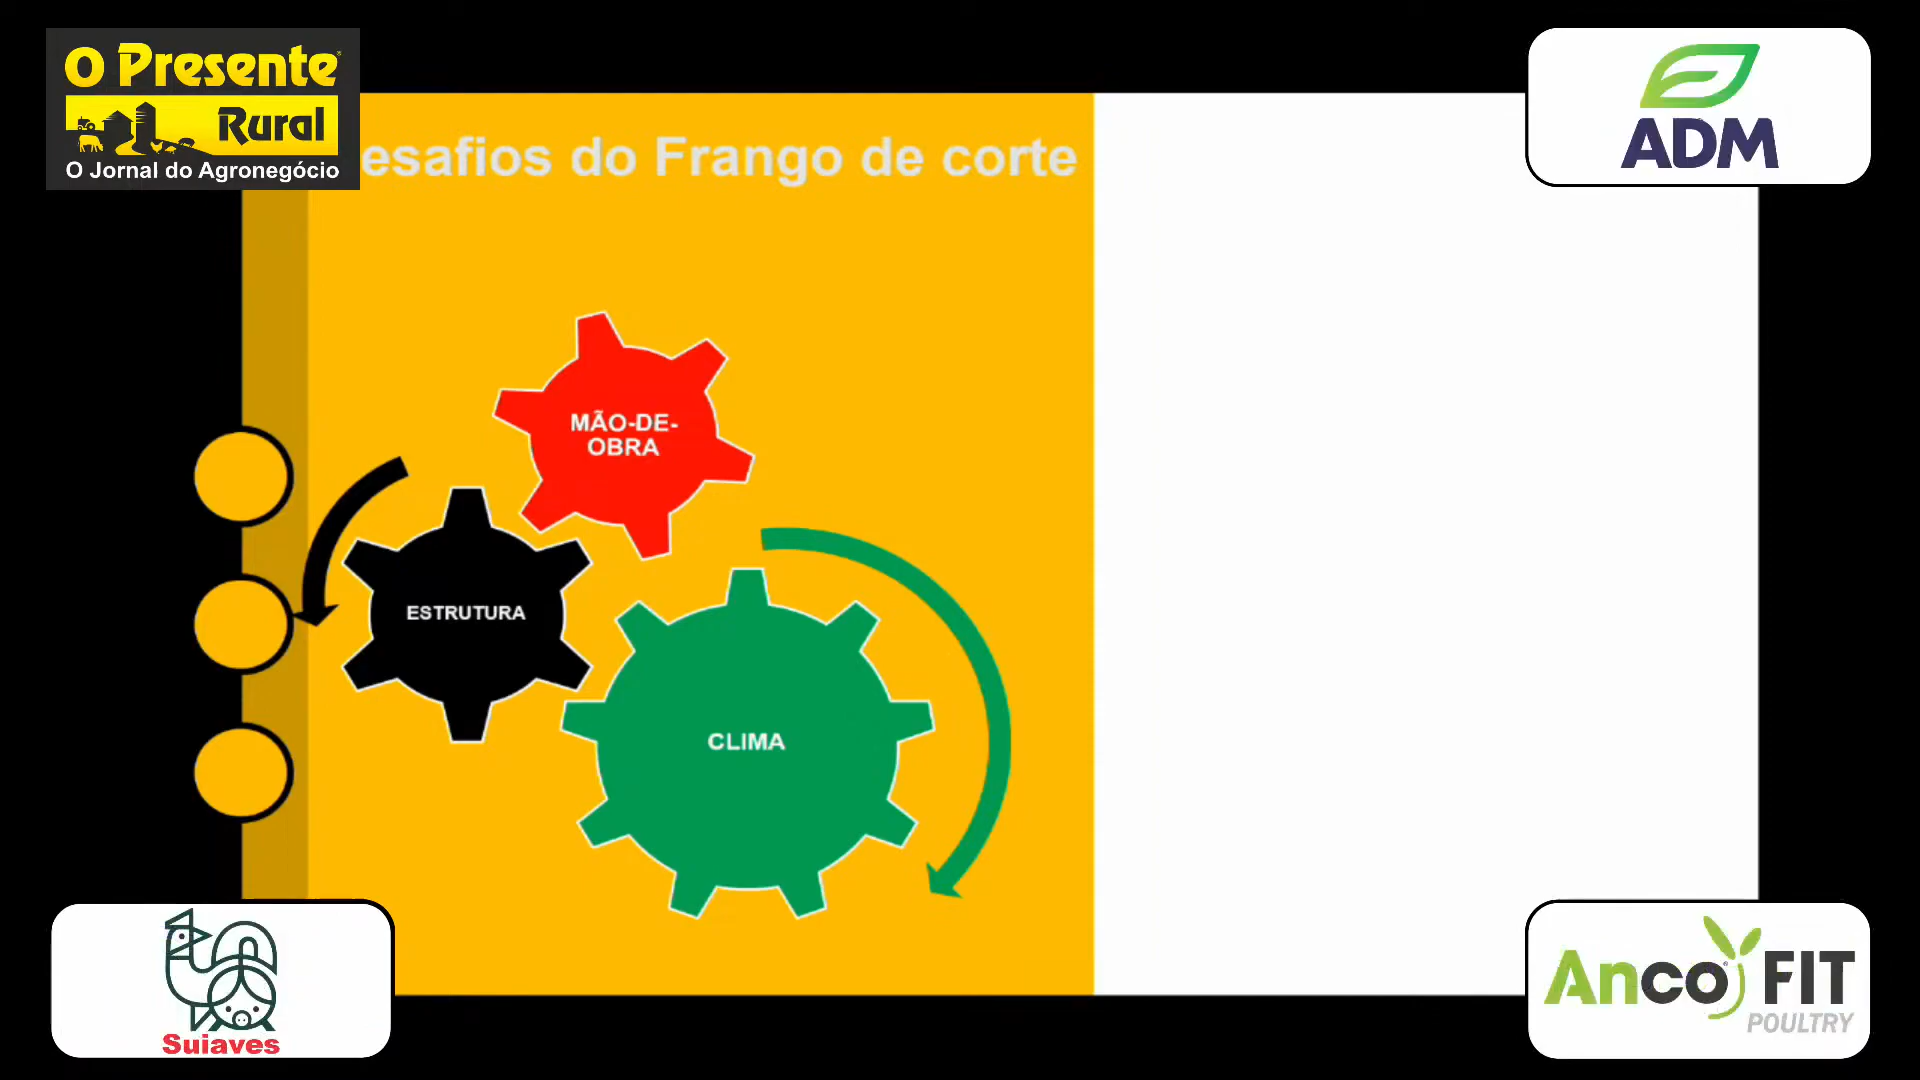 O Presente
Rural
O Jornal do Agronegócio
ADM
esafios do Frango de corte
MÃO-DE-
OBRA
ESTRUTURA
CLIMA
Suiaves
Anco FIT
POULTRY